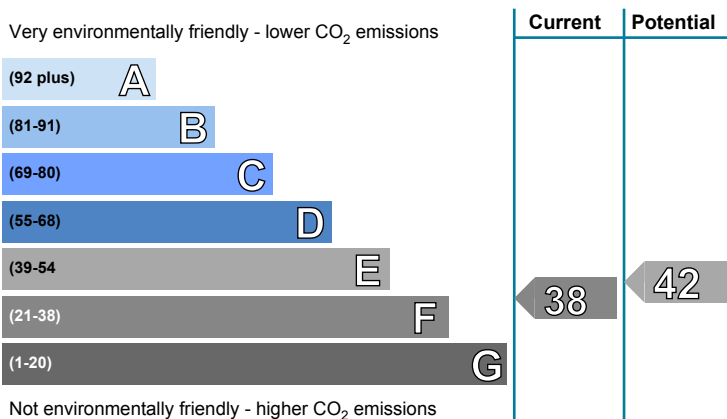 Very environmentally friendly - lower CO2 emissions
Current
Potential
(92 plus) A
(81-91) B
(69-80) C
(55-68) D
(39-54 E
(21-38) F
(1-20) G
38
42
Not environmentally friendly - higher CO2 emissions